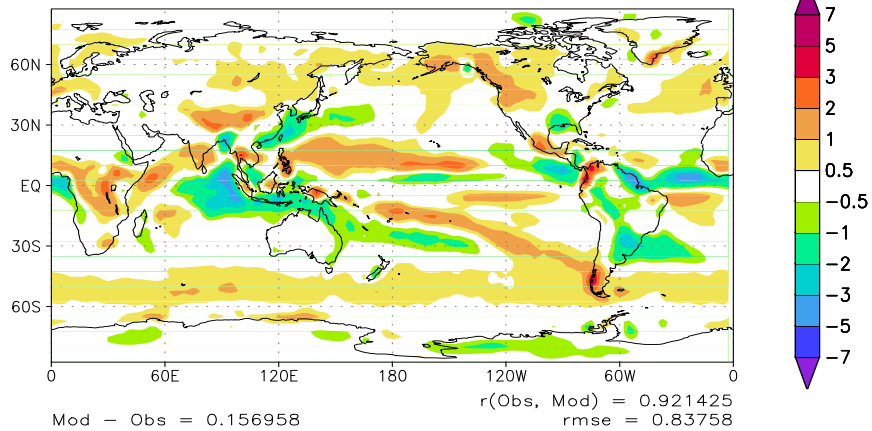 7
5
3
2
1
0.5
−0.5
−1
−2
−3
−5
−7
60N
30N
EQ
30S
60S
0 60E 120E 180 120W 60W 0
r(Obs, Mod) = 0.921425
Mod − Obs = 0.156958 rmse = 0.83758